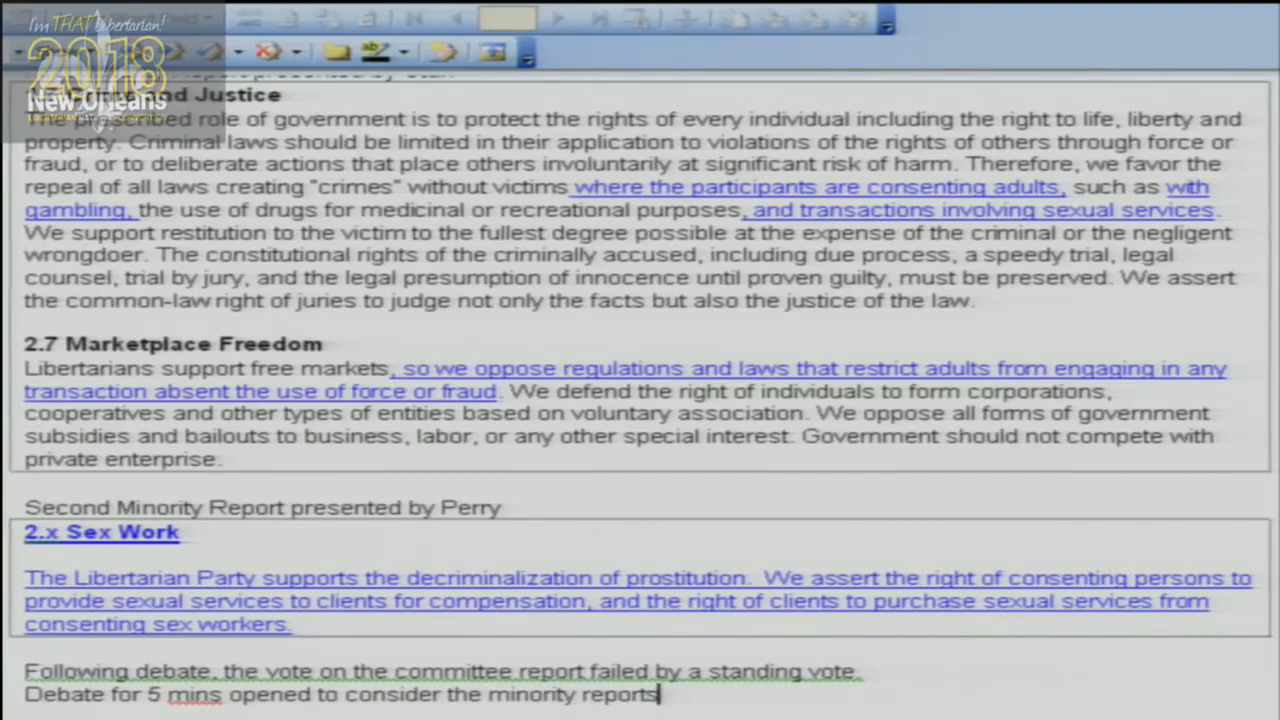 I'm THAT Libertarian!
2018
New Orleans
and Justice
The role of government is to protect the rights of every individual including the right to life, liberty and
property. Criminal laws should be limited in their application to violations of the rights of others through force or
fraud, or to deliberate actions that place others involuntarily at significant risk of harm. Therefore, we favor the
repeal of all laws creating "crimes" without victims where the participants are consenting adults, such as with
gambling, the use of drugs for medicinal or recreational purposes, and transactions involving sexual services.
We support restitution to the victim to the fullest degree possible at the expense of the criminal or the negligent
wrongdoer. The constitutional rights of the criminally accused, including due process, a speedy trial, legal
counsel, trial by jury, and the legal presumption of innocence until proven guilty, must be preserved. We assert
the common-law right of juries to judge not only the facts but also the justice of the law.
2.7 Marketplace Freedom
Libertarians support free markets, so we oppose regulations and laws that restrict adults from engaging in any
transaction absent the use of force or fraud. We defend the right of individuals to form corporations,
cooperatives and other types of entities based on voluntary association. We oppose all forms of government
subsidies and bailouts to business, labor, or any other special interest. Government should not compete with
private enterprise.
Second Minority Report presented by Perry
2.x Sex Work
The Libertarian Party supports the decriminalization of prostitution. We assert the right of consenting persons to
provide sexual services to clients for compensation, and the right of clients to purchase sexual services from
consenting sex workers.
Following debate, the vote on the committee report failed by a standing vote.
Debate for 5 mins opened to consider the minority reports